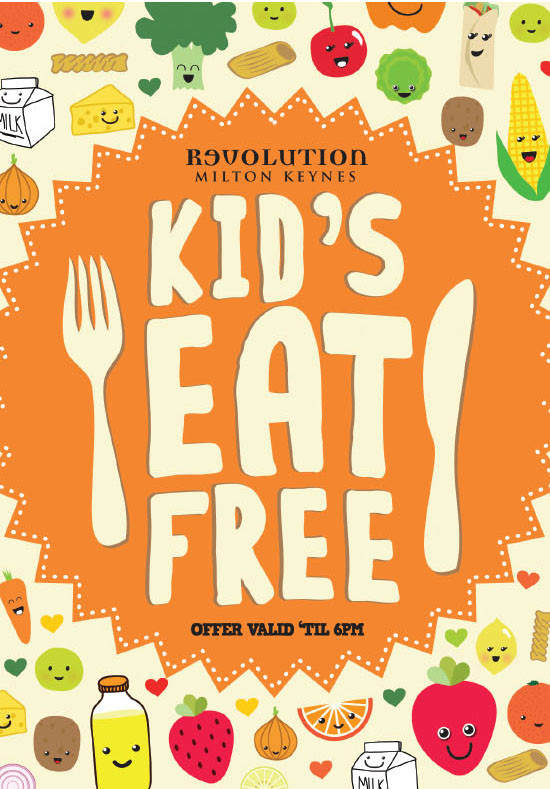 MILK
REVOLUTION
MILTON KEYNES
KID'S
EAT
FREE
OFFER VALID 'TIL 6PM
MILK